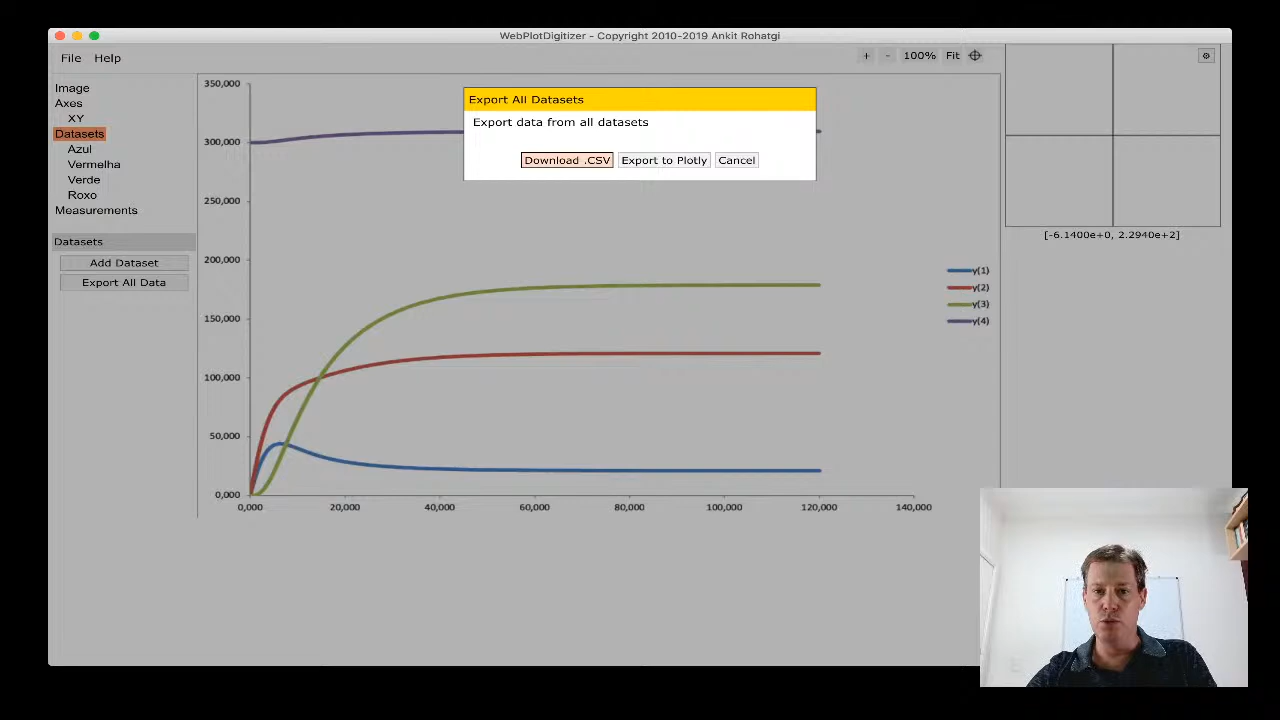 WebPlotDigitizer - Copyright 2010-2019 Ankit Rohatgi
File Help
+ - 100% Fit
Image
Axes
XY
Datasets
Azul
Vermelha
Verde
Roxo
Measurements
Datasets
Add Dataset
Export All Data
Export All Datasets
Export data from all datasets
Download .CSV Export to Plotly Cancel
350,000
300,000
250,000
200,000
150,000
100,000
50,000
0,000
0,000 20,000 40,000 60,000 80,000 100,000 120,000 140,000
y(1)
y(2)
y(3)
y(4)
[-6.1400e+0, 2.2940e+2]